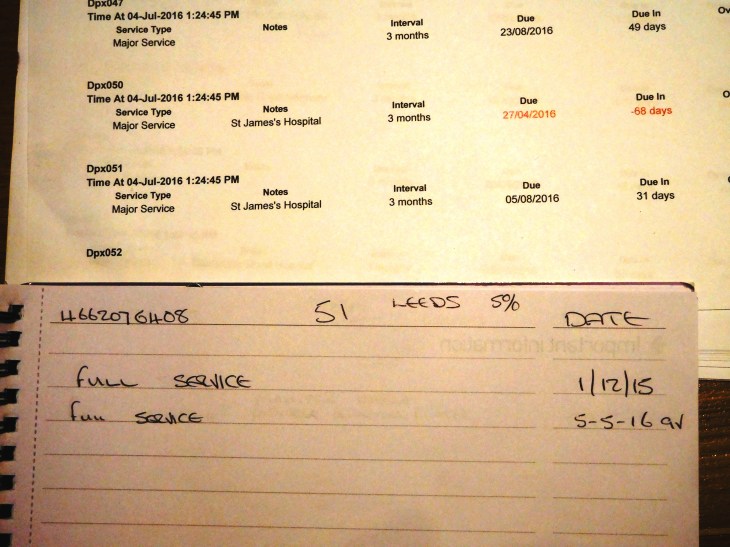 Dpx047
Time At 04-Jul-2016 1:24:45 PM
Service Type Notes Interval Due Due In Ov
Major Service 3 months 23/08/2016 49 days
Dpx050
Time At 04-Jul-2016 1:24:45 PM
Service Type Notes Interval Due Due In O
Major Service St James's Hospital 3 months 27/04/2016 -68 days
Dpx051
Time At 04-Jul-2016 1:24:45 PM
Service Type Notes Interval Due Due In
Major Service St James's Hospital 3 months 05/08/2016 31 days
Dpx052
51 LEEDS 5% DATE
FULL SERVICE 1/12/15
Full SERVICE 5-5-16